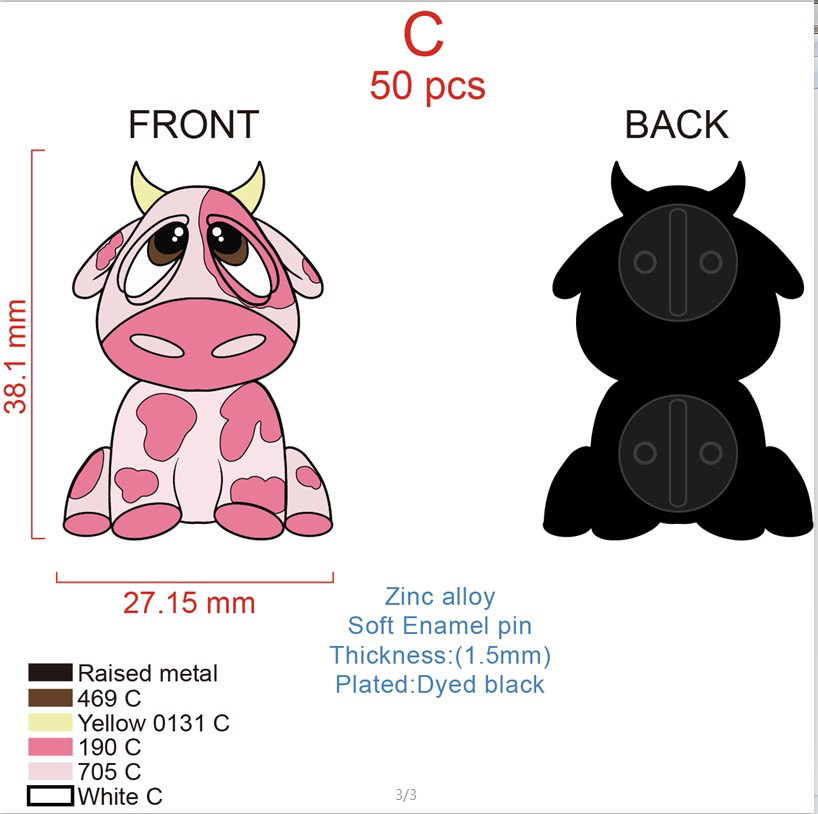 C
50 pcs
FRONT
BACK
38.1 mm
27.15 mm
Zinc alloy
Soft Enamel pin
Thickness:(1.5mm)
Plated:Dyed black
Raised metal
469 C
Yellow 0131 C
190 C
705 C
White C
3/3